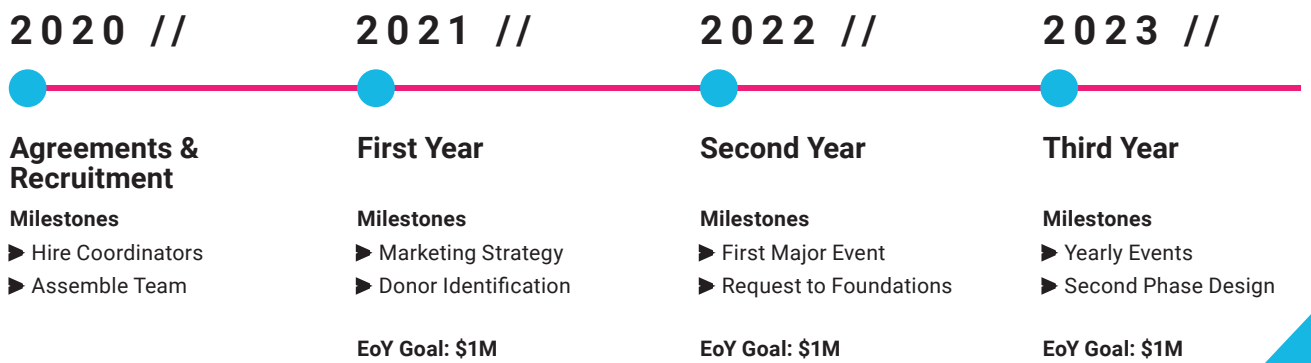 2020 //
2021 //
2022 //
2023 //
Agreements &
Recruitment
Milestones
Hire Coordinators
Assemble Team
First Year
Milestones
Marketing Strategy
Donor Identification
EoY Goal: $1M
Second Year
Milestones
First Major Event
Request to Foundations
EoY Goal: $1M
Third Year
Milestones
Yearly Events
Second Phase Design
EoY Goal: $1M